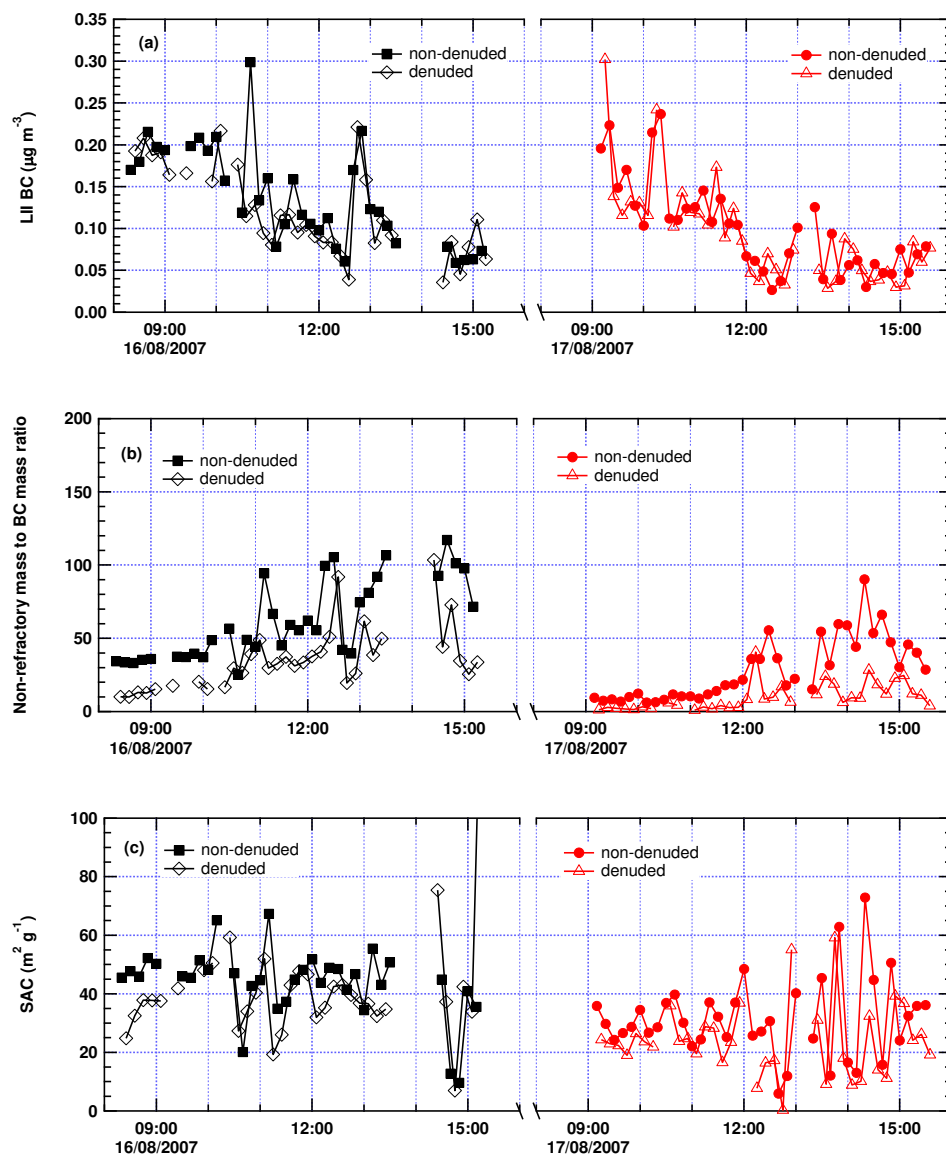 (a)
non-denuded
denuded
non-denuded
denuded
LII BC (µg m-3)
0.35
0.30
0.25
0.20
0.15
0.10
0.05
0.00
09:00
12:00
15:00
09:00
12:00
15:00
16/08/2007
17/08/2007
(b)
non-denuded
denuded
non-denuded
denuded
Non-refractory mass to BC mass ratio
200
150
100
50
0
09:00
12:00
15:00
09:00
12:00
15:00
16/08/2007
17/08/2007
(c)
non-denuded
denuded
non-denuded
denuded
SAC (m2 g-1)
100
80
60
40
20
0
09:00
12:00
15:00
09:00
12:00
15:00
16/08/2007
17/08/2007